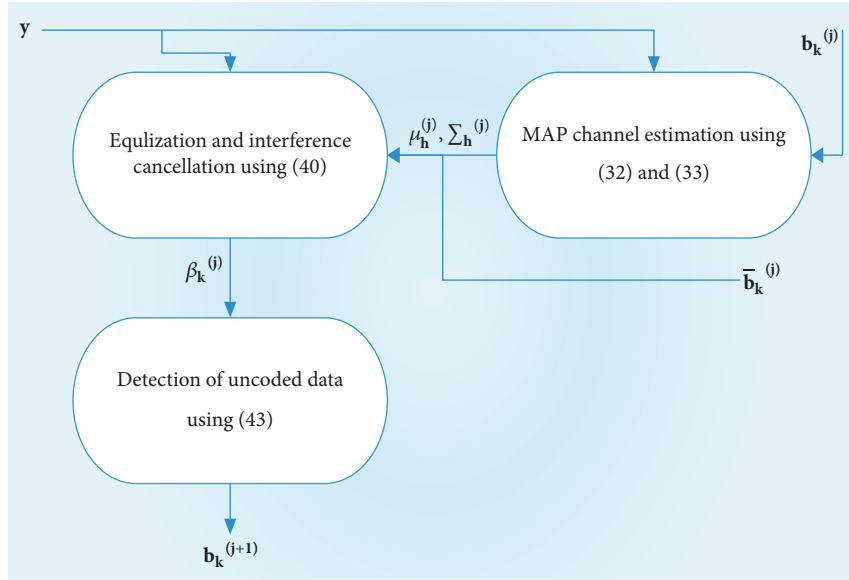 y
b_k^(j)
Equlization and interference
cancellation using (40)
μ_h^(j), ∑_h^(j)
MAP channel estimation using
(32) and (33)
β_k^(j)
b̅_k^(j)
Detection of uncoded data
using (43)
b_k^(j+1)